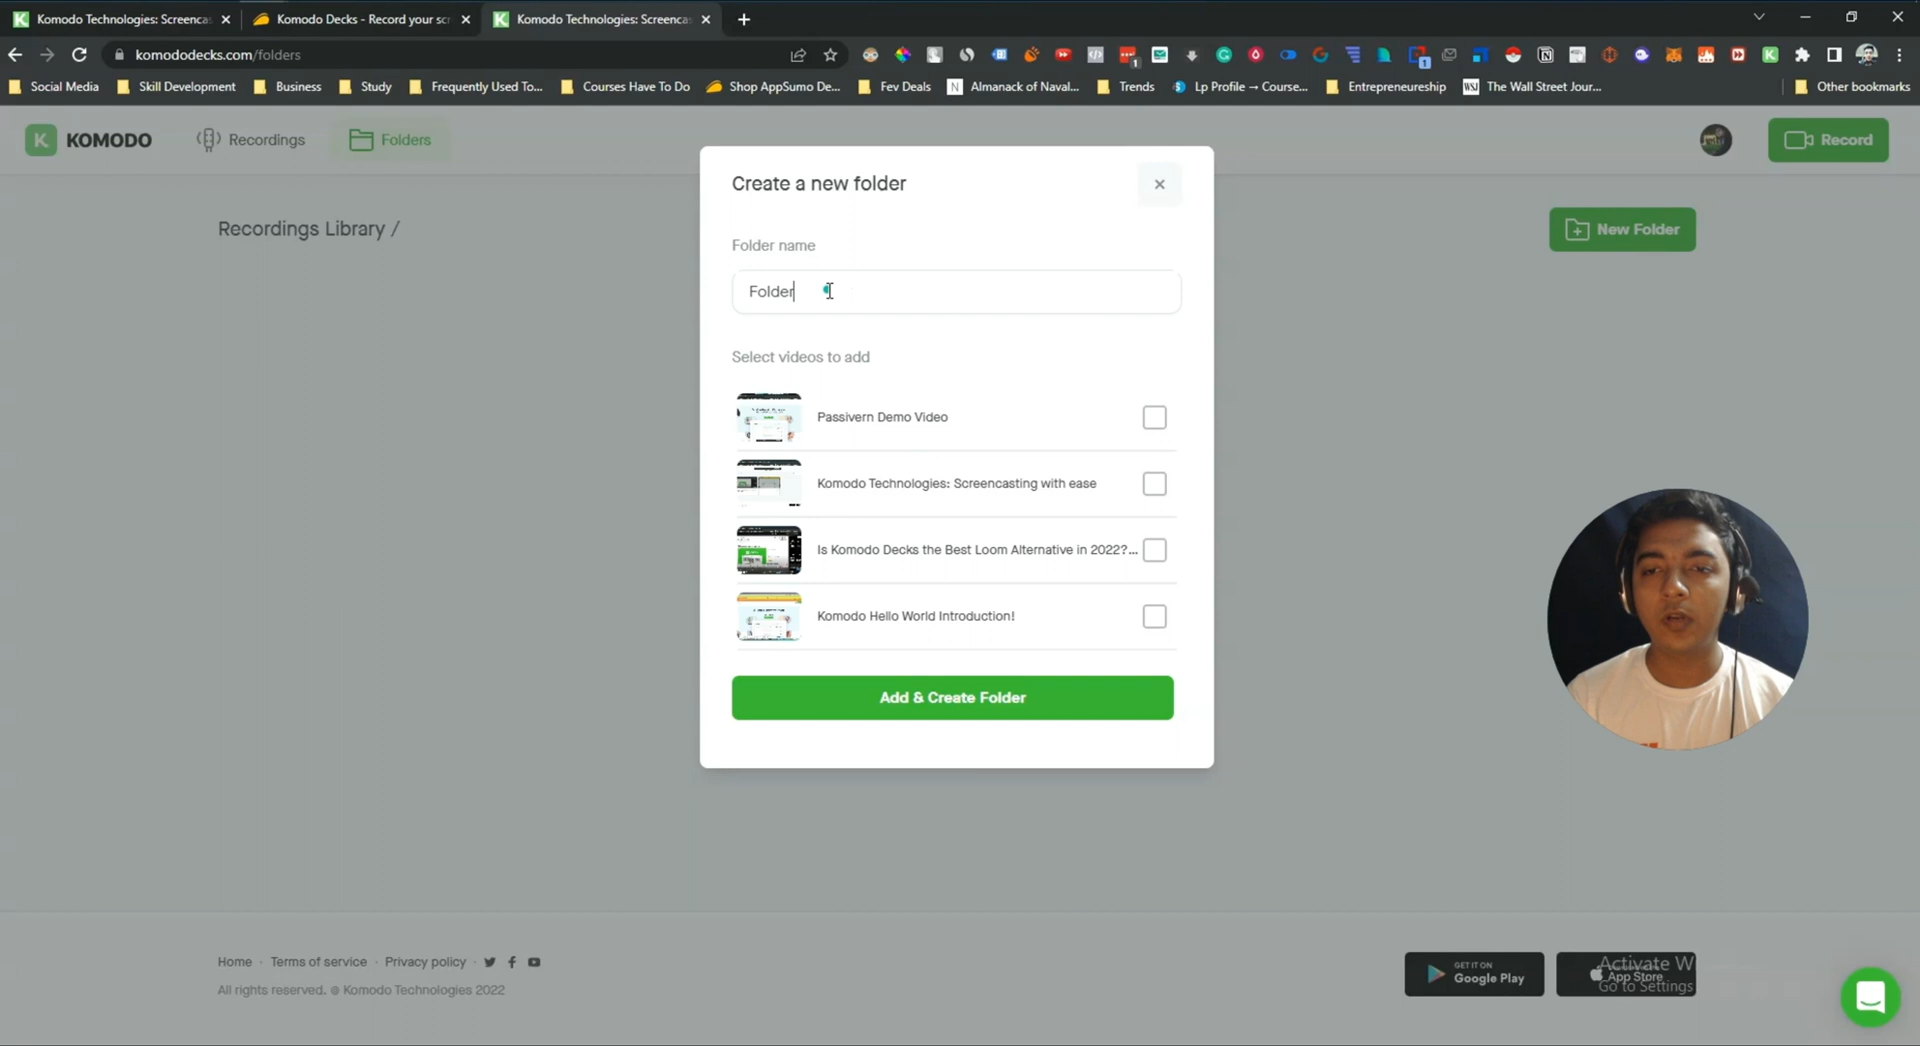 Komodo Technologies: Screencas
Komodo Decks - Record your scr
Komodo Technologies: Screencas
komododecks.com/folders
Social Media
Skill Development
Business
Study
Frequently Used To...
Courses Have To Do
Shop AppSumo De...
Fev Deals
Almanack of Naval...
Trends
Lp Profile → Course...
Entrepreneurship
WSJ
The Wall Street Jour...
Other bookmarks
K KOMODO
Recordings
Folders
Record
Recordings Library /
New Folder
Create a new folder
Folder name
Folder
Select videos to add
Passivern Demo Video
Komodo Technologies: Screencasting with ease
Is Komodo Decks the Best Loom Alternative in 2022?...
Komodo Hello World Introduction!
Add & Create Folder
Home · Terms of service · Privacy policy ·
All rights reserved. © Komodo Technologies 2022
GET IT ON
Google Play
App Store
Activate W
Go to Settings